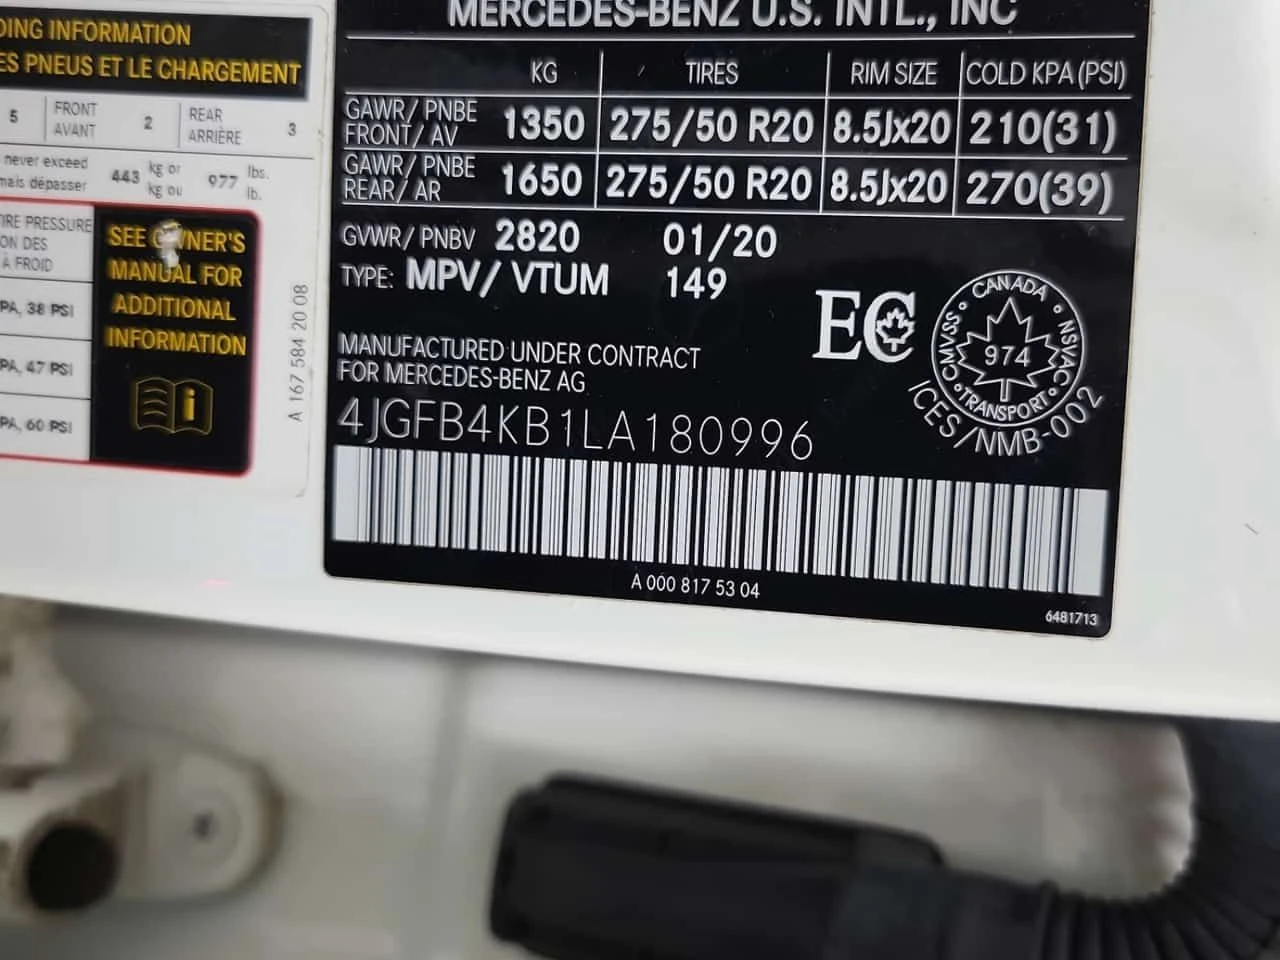 DING INFORMATION
ES PNEUS ET LE CHARGEMENT
5 FRONT AVANT 2 REAR ARRIÈRE 3
never exceed 443 kg or 977 lbs.
mais dépasser kg ou lb.
IRE PRESSURE
ON DES
À FROID
PA, 38 PSI
PA, 47 PSI
PA, 60 PSI
SEE OWNER'S
MANUAL FOR
ADDITIONAL
INFORMATION
A 167 584 20 08
MERCEDES-BENZ U.S. INTL., INC
KG TIRES RIM SIZE COLD KPA (PSI)
GAWR/ PNBE
FRONT/ AV 1350 275/50 R20 8.5Jx20 210(31)
GAWR/ PNBE
REAR/ AR 1650 275/50 R20 8.5Jx20 270(39)
GVWR/ PNBV 2820 01/20
TYPE: MPV/ VTUM 149
EC
CANADA
CMVSS NSVAC
974
TRANSPORT
ICES/NMB-002
MANUFACTURED UNDER CONTRACT
FOR MERCEDES-BENZ AG
4JGFB4KB1LA180996
A 000 817 53 04
6481713